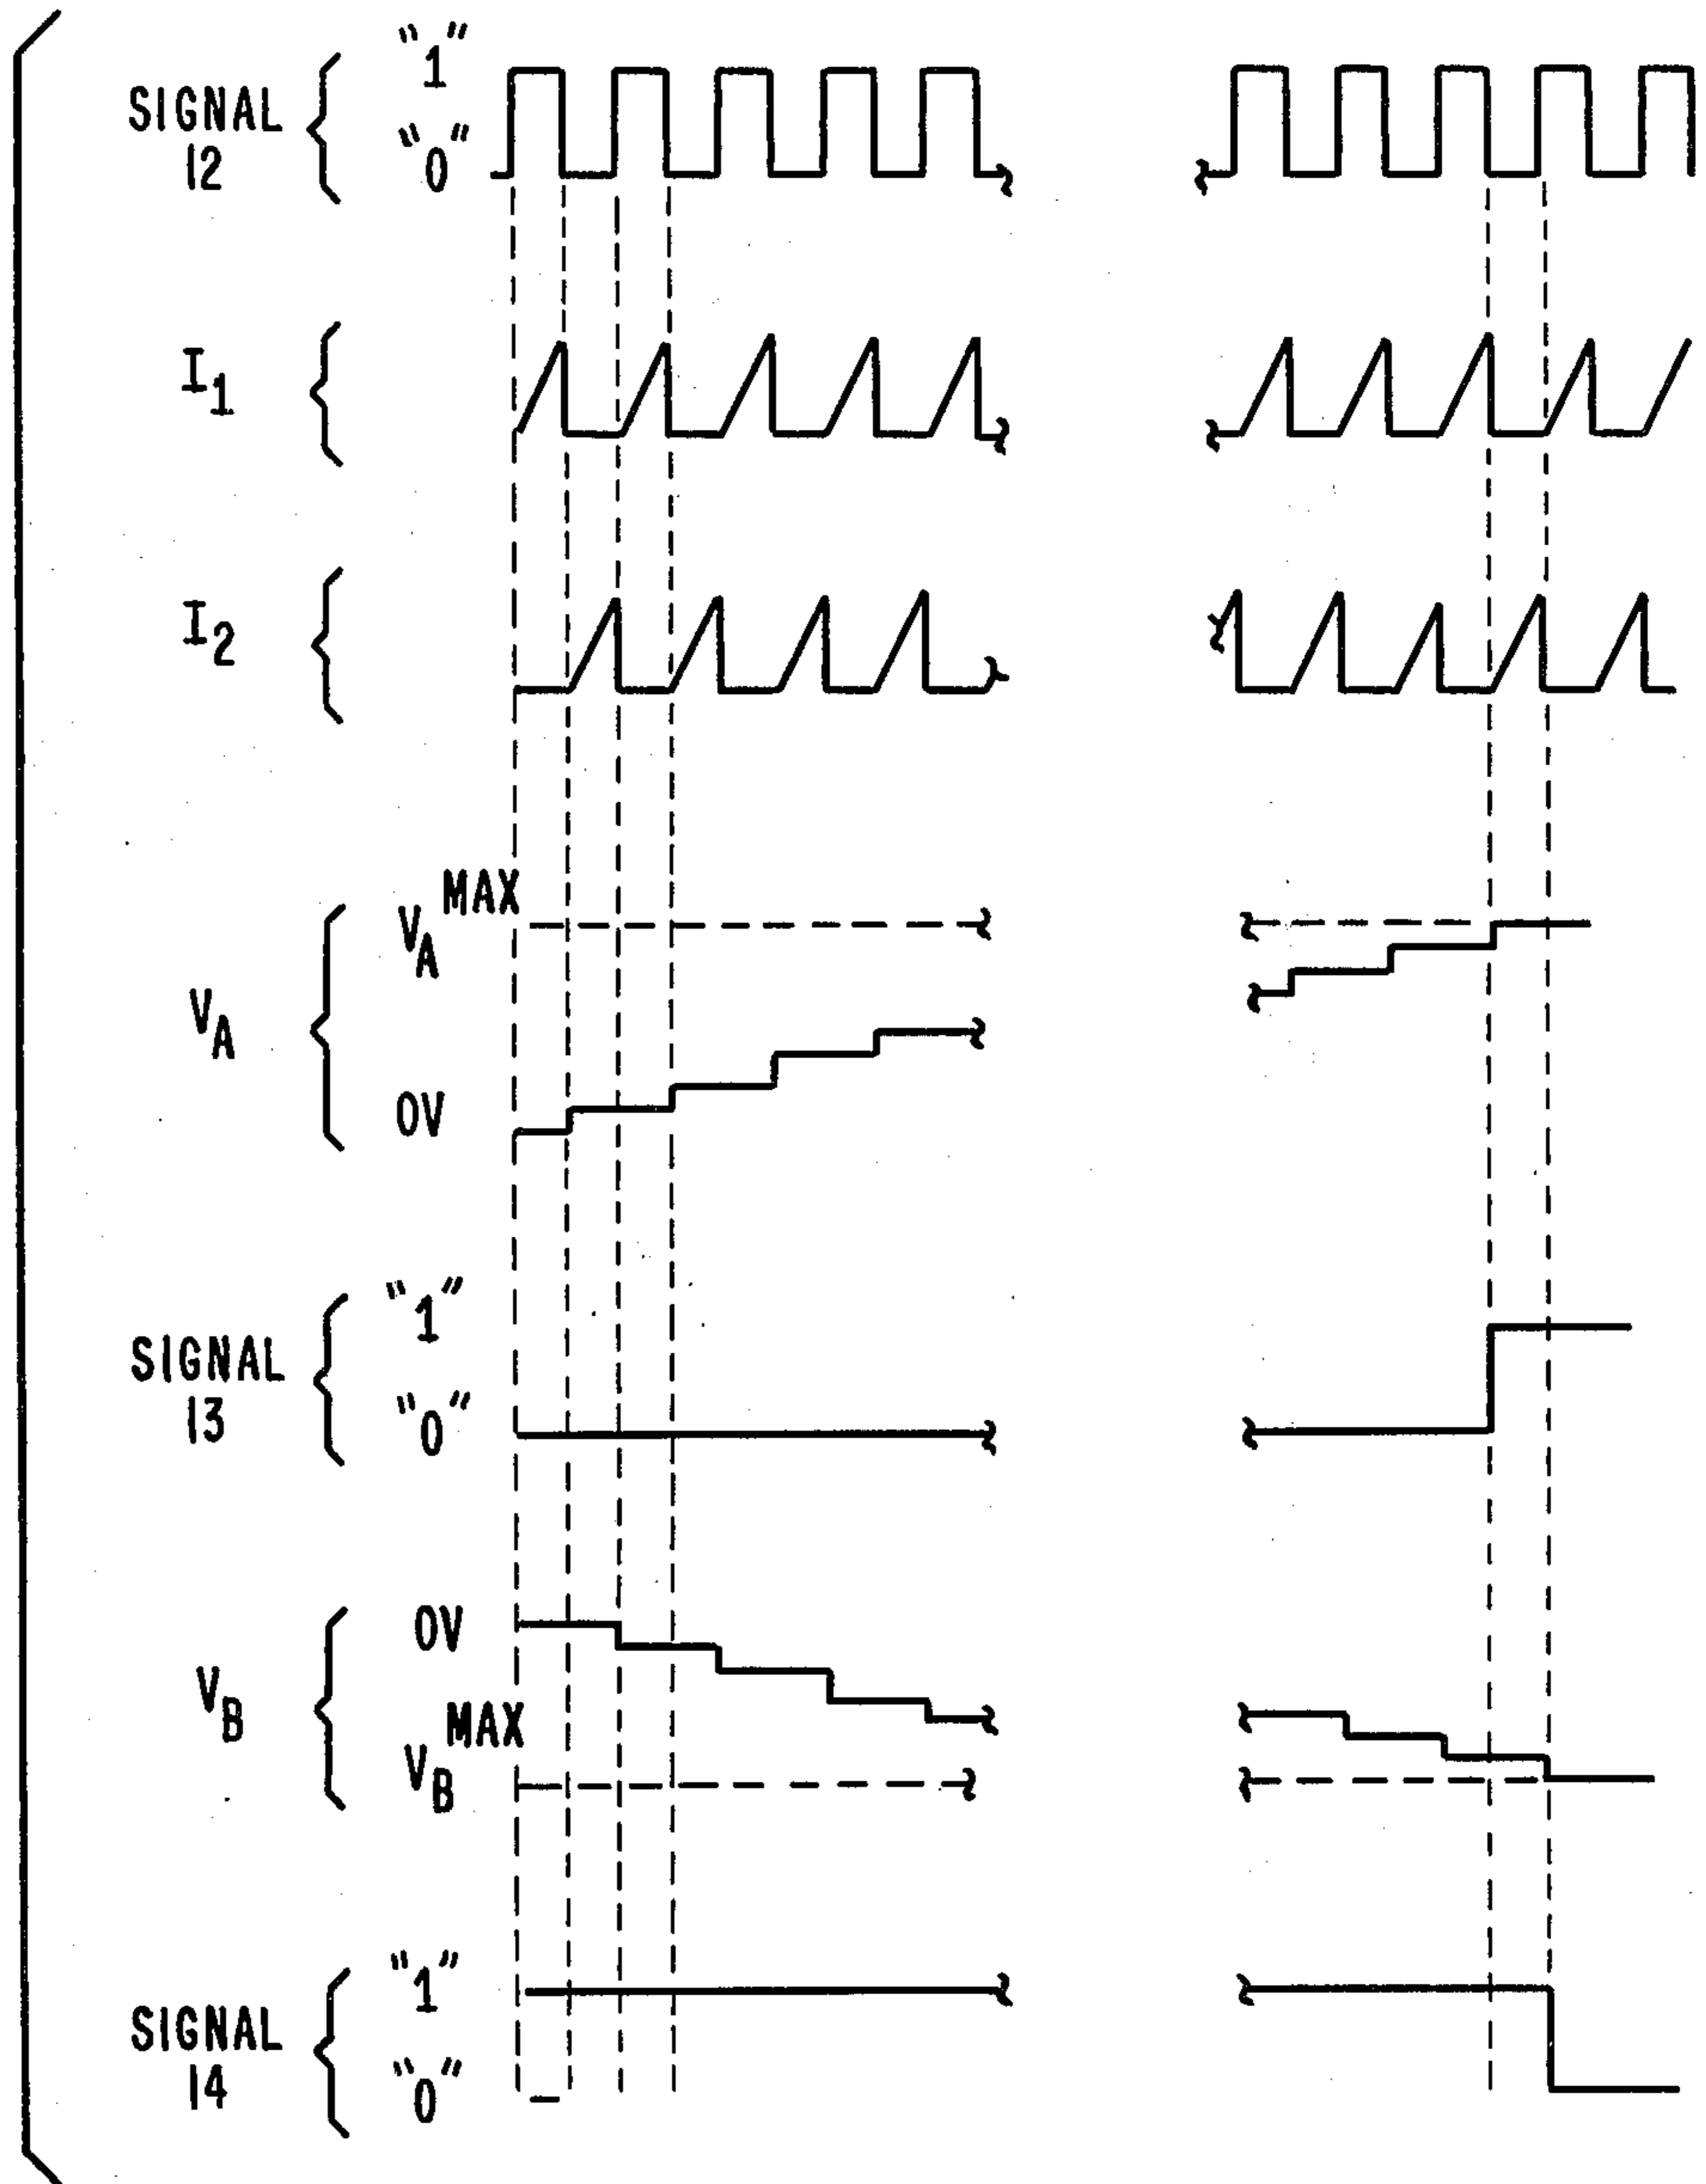 "1"
SIGNAL
12
"0"
I1
I2
VA MAX
VA
0V
"1"
SIGNAL
13
"0"
0V
VB
VB MAX
"1"
SIGNAL
14
"0"